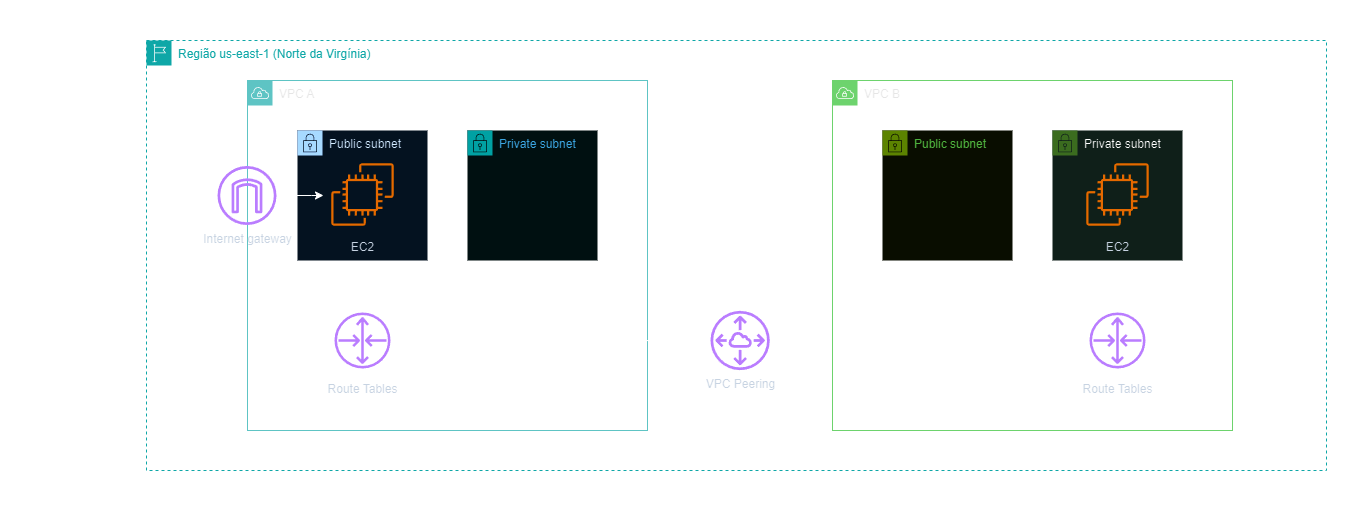 Região us-east-1 (Norte da Virgínia)
VPC A
VPC B
Public subnet
Private subnet
Public subnet
Private subnet
Internet gateway
EC2
EC2
Route Tables
VPC Peering
Route Tables